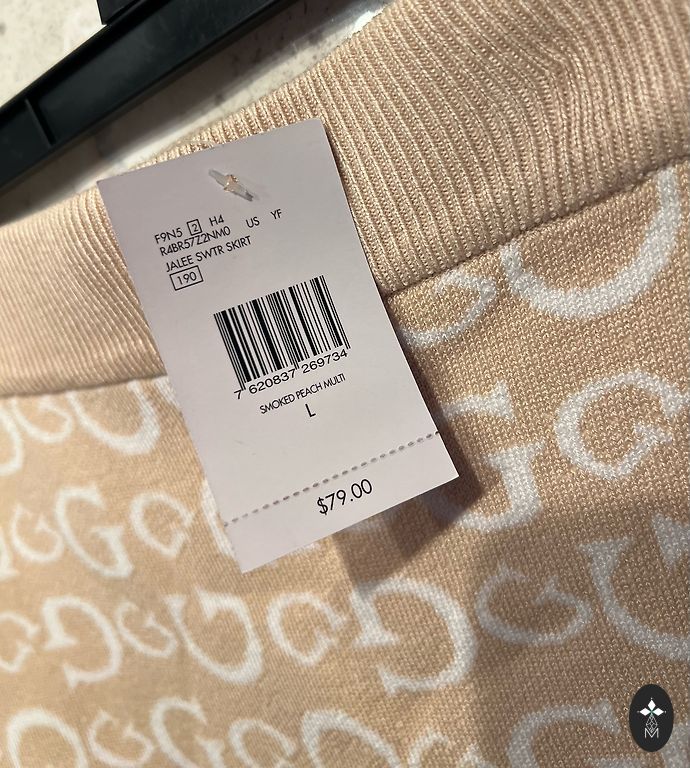 F9N5 2 H4 US YF
R4BR57Z2NM0
JALEE SWTR SKIRT
190
7 620837 269734
SMOKED PEACH MULTI
L
$79.00
G G G
G G G
G G G G G
G G G G G G G
G G G G G
M